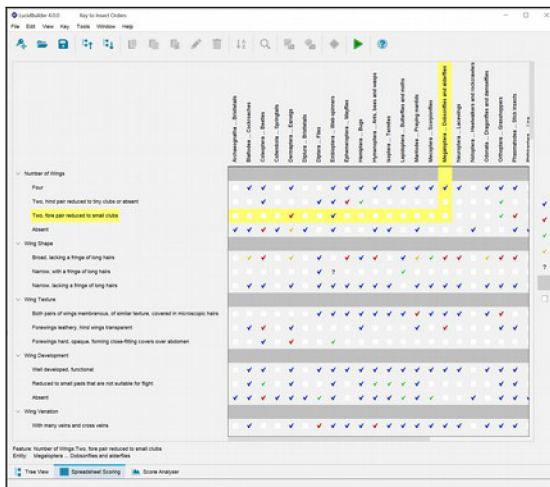 LucidBuilder 4.0.0 Key to Insect Orders
File Edit View Key Tools Window Help
Archaeognatha ... Bristletails
Blattodea ... Cockroaches
Coleoptera ... Beetles
Collembola ... Springtails
Dermaptera ... Earwigs
Diplura ... Bristletails
Diptera ... Flies
Embioptera ... Web spinners
Ephemeroptera ... Mayflies
Hemiptera ... Bugs
Hymenoptera ... Ants, bees and wasps
Isoptera ... Termites
Lepidoptera ... Butterflies and moths
Mantodea ... Praying mantids
Mecoptera ... Scorpionflies
Megaloptera ... Dobsonflies and alderflies
Neuroptera ... Lacewings
Notoptera ... Heelwalkers and rockcrawlers
Odonata ... Dragonflies and damselflies
Orthoptera ... Grasshoppers
Phasmatodea ... Stick insects
Number of Wings
Four
Two, hind pair reduced to tiny clubs or absent
Two, fore pair reduced to small clubs
Absent
Wing Shape
Broad, lacking a fringe of long hairs
Narrow, with a fringe of long hairs
?
Narrow, lacking a fringe of long hairs
Wing Texture
Both pairs of wings membranous, of similar texture, covered in microscopic hairs
Forewings leathery, hind wings transparent
Forewings hard, opaque, forming close-fitting covers over abdomen
Wing Development
Well developed, functional
Reduced to small pads that are not suitable for flight
Absent
Wing Venation
With many veins and cross veins
?
Feature: Number of Wings:Two, fore pair reduced to small clubs
Entity: Megaloptera ... Dobsonflies and alderflies
Tree View Spreadsheet Scoring Score Analyser